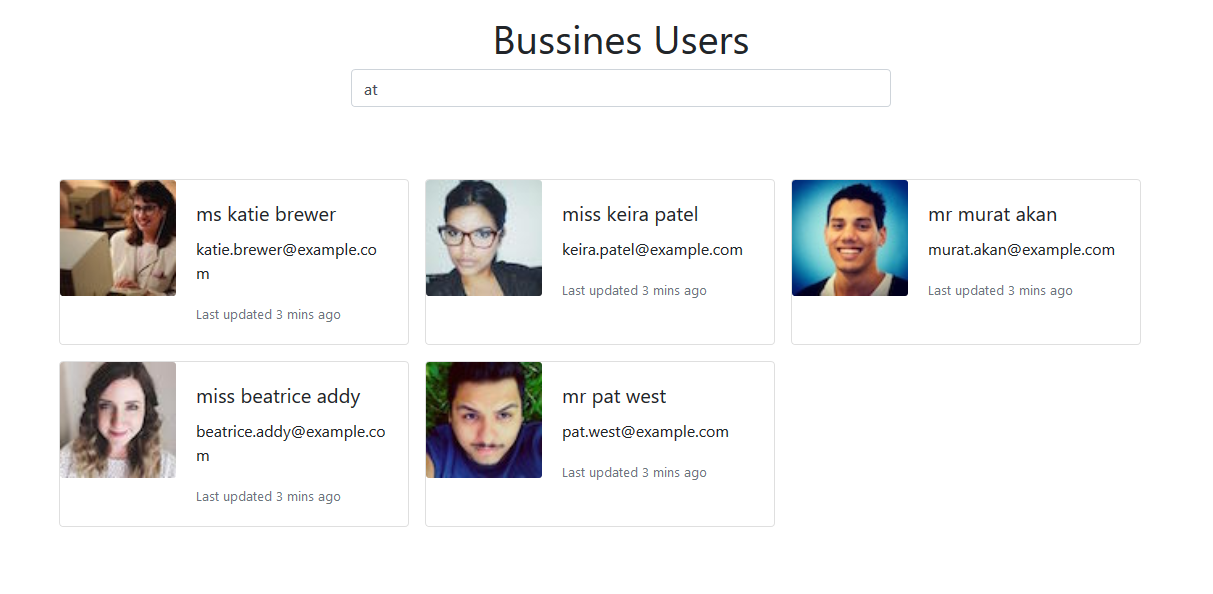 Bussines Users
at
ms katie brewer
katie.brewer@example.co
m
Last updated 3 mins ago
miss keira patel
keira.patel@example.com
Last updated 3 mins ago
mr murat akan
murat.akan@example.com
Last updated 3 mins ago
miss beatrice addy
beatrice.addy@example.co
m
Last updated 3 mins ago
mr pat west
pat.west@example.com
Last updated 3 mins ago